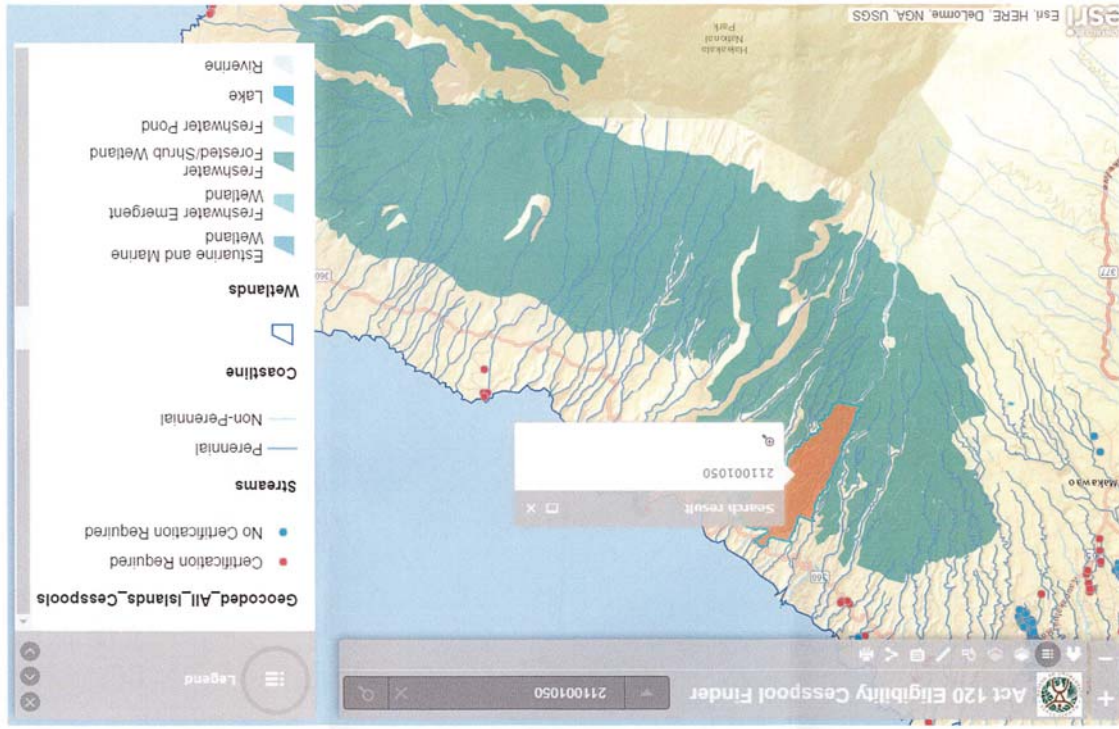 Act 120 Eligibility Cesspool Finder
211001050
Legend
Geocoded_All_Islands_Cesspools
Certification Required
No Certification Required
Streams
Perennial
Non-Perennial
Coastline
Wetlands
Estuarine and Marine
Wetland
Freshwater Emergent
Wetland
Freshwater
Forested/Shrub Wetland
Freshwater Pond
Lake
Riverine
Search result
211001050
360
360
Makawao
377
Haleakala
National
Park
Esri, HERE, DeLorme, NGA, USGS
esri